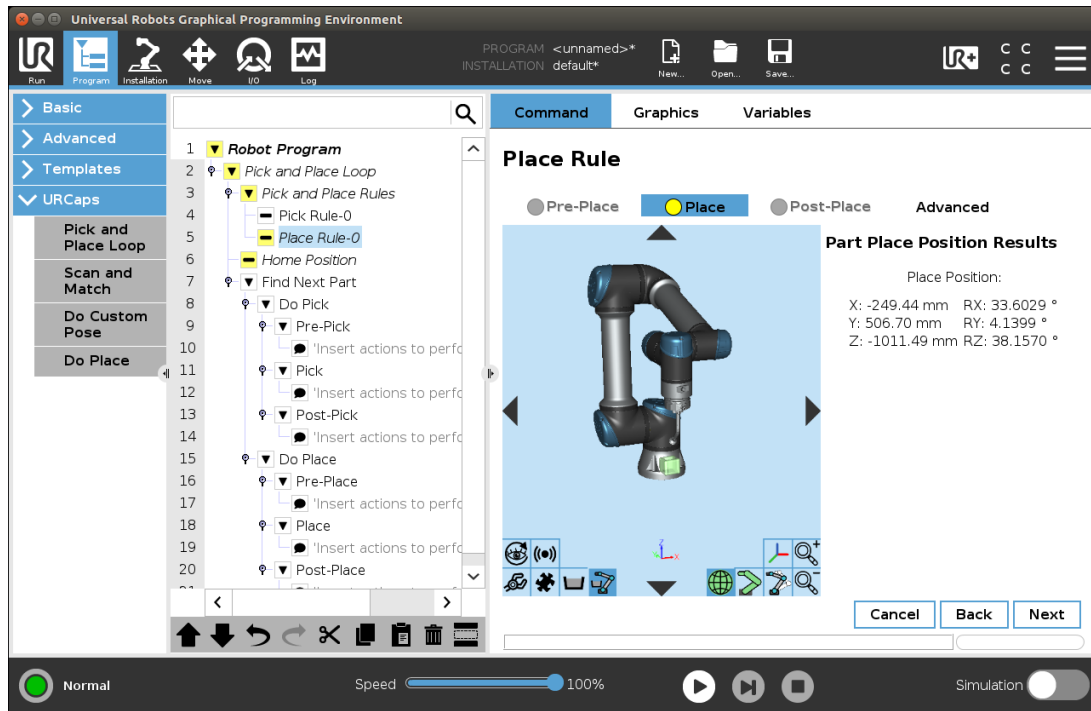 Universal Robots Graphical Programming Environment
PROGRAM <unnamed>*
INSTALLATION default*
Run
Program
Installation
Move
I/O
Log
New...
Open...
Save...
UR+
C C
C C
Basic
Advanced
Templates
URCaps
Pick and
Place Loop
Scan and
Match
Do Custom
Pose
Do Place
1 Robot Program
2 Pick and Place Loop
3 Pick and Place Rules
4 Pick Rule-0
5 Place Rule-0
6 Home Position
7 Find Next Part
8 Do Pick
9 Pre-Pick
10 'Insert actions to perfo
11 Pick
12 'Insert actions to perfo
13 Post-Pick
14 'Insert actions to perfo
15 Do Place
16 Pre-Place
17 'Insert actions to perfo
18 Place
19 'Insert actions to perfo
20 Post-Place
Command
Graphics
Variables
Place Rule
Pre-Place
Place
Post-Place
Advanced
Part Place Position Results
Place Position:
X: -249.44 mm RX: 33.6029 °
Y: 506.70 mm RY: 4.1399 °
Z: -1011.49 mm RZ: 38.1570 °
z
x
Cancel
Back
Next
Normal
Speed
100%
Simulation